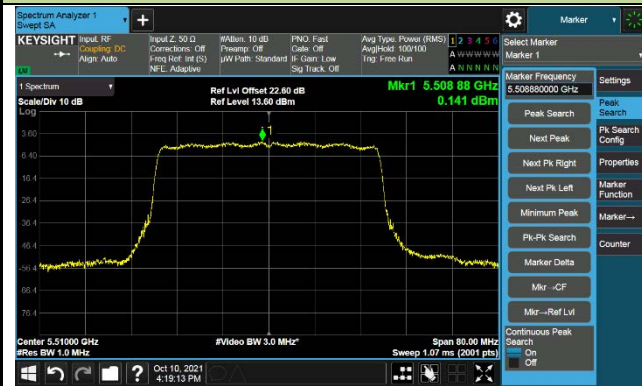 Spectrum Analyzer 1
Swept SA
Marker
KEYSIGHT
Input: RF
Coupling: DC
Align: Auto
Input Z: 50 Ω
Corrections: Off
Freq Ref: Int (S)
NFE: Adaptive
#Atten: 10 dB
Preamp: Off
µW Path: Standard
PNO: Fast
Gate: Off
IF Gain: Low
Sig Track: Off
Avg Type: Power (RMS)
Avg|Hold: 100/100
Trig: Free Run
1 2 3 4 5 6
A W W W W W
A N N N N N
Select Marker
Marker 1
1 Spectrum
Scale/Div 10 dB
Log
Ref Lvl Offset 22.60 dB
Ref Level 13.60 dBm
Mkr1 5.508 88 GHz
0.141 dBm
Marker Frequency
5.508880000 GHz
Peak Search
Next Peak
Next Pk Right
Next Pk Left
Minimum Peak
Pk-Pk Search
Marker Delta
Mkr→CF
Mkr→Ref Lvl
Continuous Peak
Search
On
Off
Settings
Peak
Search
Pk Search
Config
Properties
Marker
Function
Marker→
Counter
3.60
-6.40
-16.4
-26.4
-36.4
-46.4
-56.4
-66.4
-76.4
1
Center 5.51000 GHz
#Res BW 1.0 MHz
#Video BW 3.0 MHz*
Span 80.00 MHz
Sweep 1.07 ms (2001 pts)
?
Oct 10, 2021
4:19:13 PM